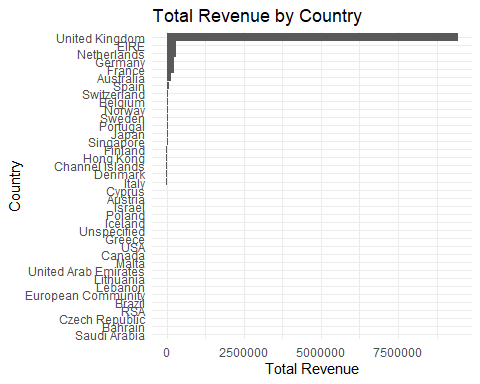 Total Revenue by Country
United Kingdom
EIRE
Netherlands
Germany
France
Australia
Spain
Switzerland
Belgium
Norway
Sweden
Portugal
Japan
Singapore
Finland
Hong Kong
Channel Islands
Denmark
Italy
Cyprus
Austria
Israel
Poland
Iceland
Unspecified
Greece
USA
Canada
Malta
United Arab Emirates
Lithuania
Lebanon
European Community
Brazil
RSA
Czech Republic
Bahrain
Saudi Arabia
Country
0 2500000 5000000 7500000
Total Revenue